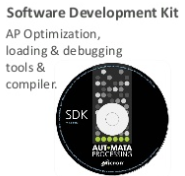 Software Development Kit
AP Optimization,
loading & debugging
tools &
compiler.
SDK
AUTOMATA
PROCESSING
Micron